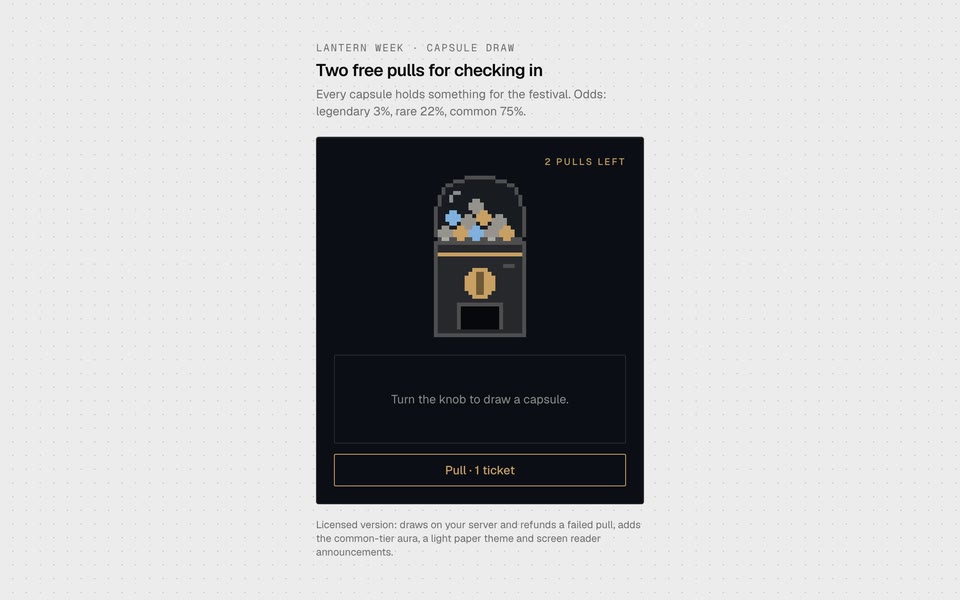 LANTERN WEEK · CAPSULE DRAW
Two free pulls for checking in
Every capsule holds something for the festival. Odds:
legendary 3%, rare 22%, common 75%.
2 PULLS LEFT
Turn the knob to draw a capsule.
Pull · 1 ticket
Licensed version: draws on your server and refunds a failed pull, adds
the common-tier aura, a light paper theme and screen reader
announcements.